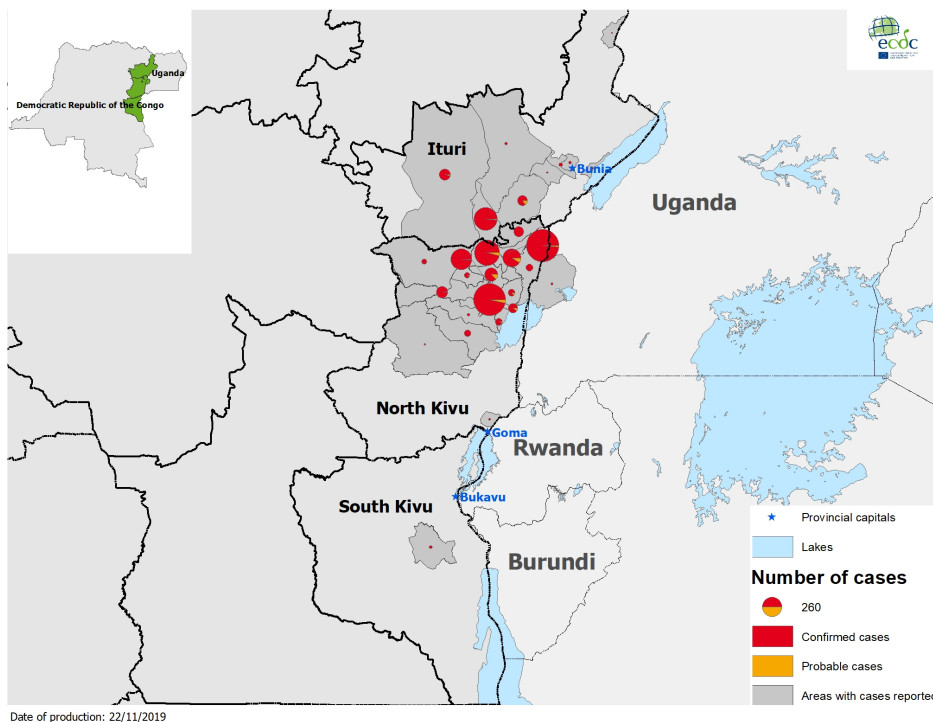 ecdc
Uganda
Democratic Republic of the Congo
Ituri
Bunia
Uganda
North Kivu
Goma
Rwanda
South Kivu
Bukavu
Burundi
Provincial capitals
Lakes
Number of cases
260
Confirmed cases
Probable cases
Areas with cases reported
Date of production: 22/11/2019